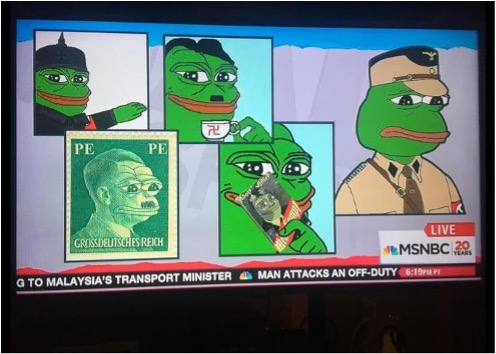 PE PE
GROSSDEUTSCHES REICH
LIVE
MSNBC 20 YEARS
G TO MALAYSIA'S TRANSPORT MINISTER MAN ATTACKS AN OFF-DUTY 6:19PM PT